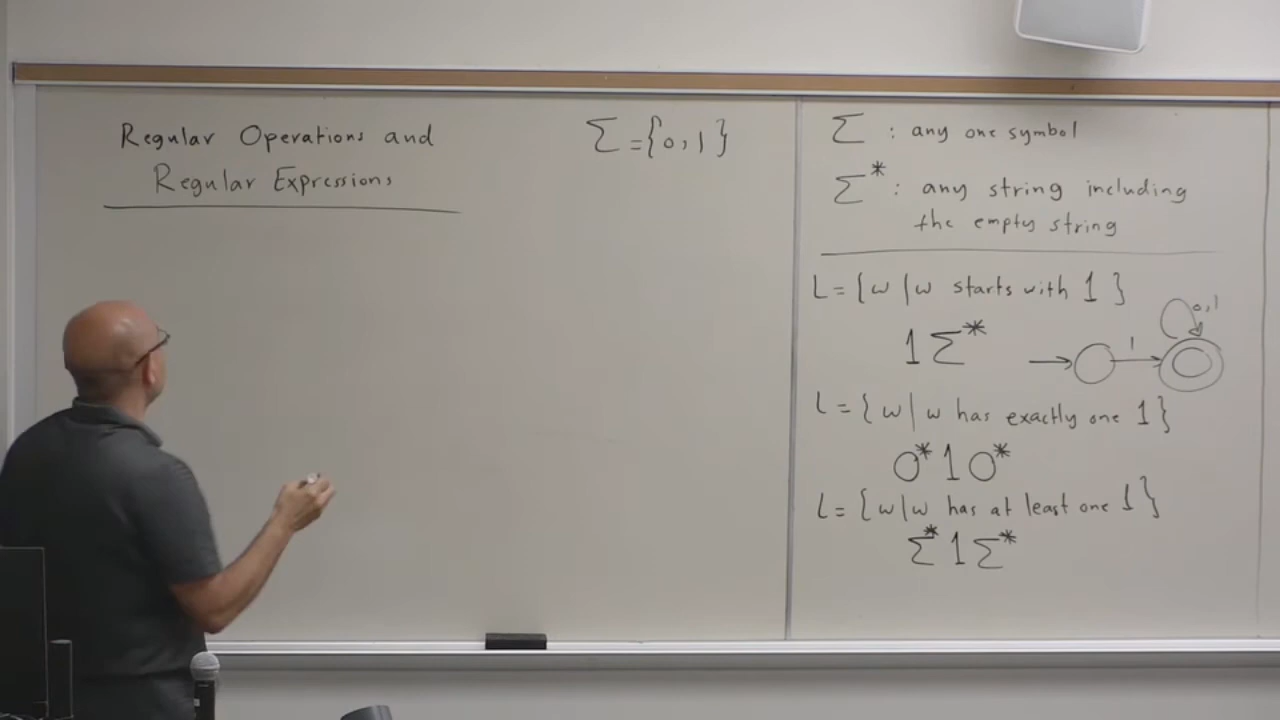 Regular Operations and
Regular Expressions
Σ = {0,1}
Σ : any one symbol
Σ* : any string including
the empty string
L = {w | w starts with 1}
1Σ*
1
0,1
L = {w | w has exactly one 1}
0*10*
L = {w | w has at least one 1}
Σ*1Σ*